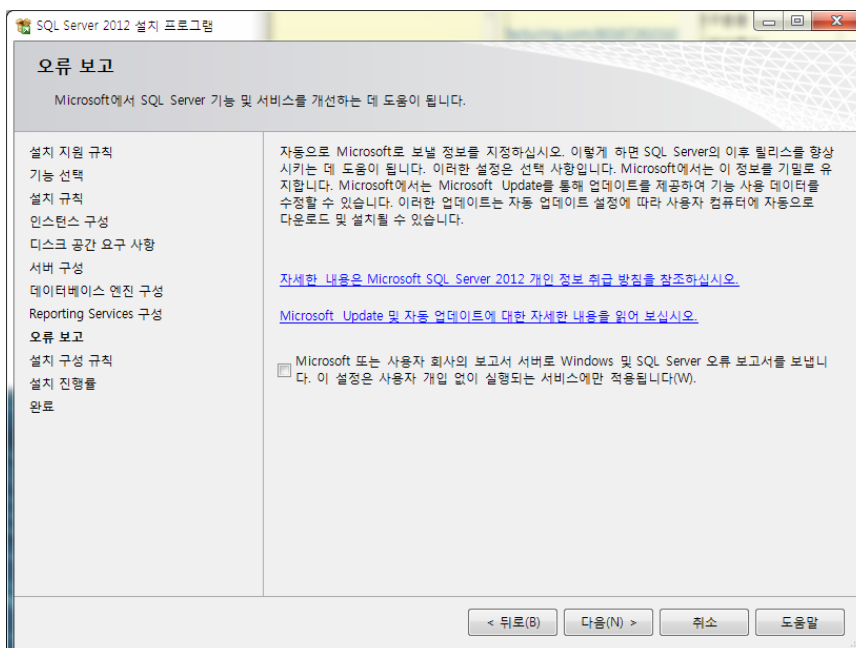 SQL Server 2012 설치 프로그램
오류 보고
Microsoft에서 SQL Server 기능 및 서비스를 개선하는 데 도움이 됩니다.
설치 지원 규칙
기능 선택
설치 규칙
인스턴스 구성
디스크 공간 요구 사항
서버 구성
데이터베이스 엔진 구성
Reporting Services 구성
오류 보고
설치 구성 규칙
설치 진행률
완료
자동으로 Microsoft로 보낼 정보를 지정하십시오. 이렇게 하면 SQL Server의 이후 릴리스를 향상
시키는 데 도움이 됩니다. 이러한 설정은 선택 사항입니다. Microsoft에서는 이 정보를 기밀로 유
지합니다. Microsoft에서는 Microsoft Update를 통해 업데이트를 제공하여 기능 사용 데이터를
수정할 수 있습니다. 이러한 업데이트는 자동 업데이트 설정에 따라 사용자 컴퓨터에 자동으로
다운로드 및 설치될 수 있습니다.
자세한 내용은 Microsoft SQL Server 2012 개인 정보 취급 방침을 참조하십시오.
Microsoft Update 및 자동 업데이트에 대한 자세한 내용을 읽어 보십시오.
Microsoft 또는 사용자 회사의 보고서 서버로 Windows 및 SQL Server 오류 보고서를 보냅니
다. 이 설정은 사용자 개입 없이 실행되는 서비스에만 적용됩니다(W).
< 뒤로(B)
다음(N) >
취소
도움말